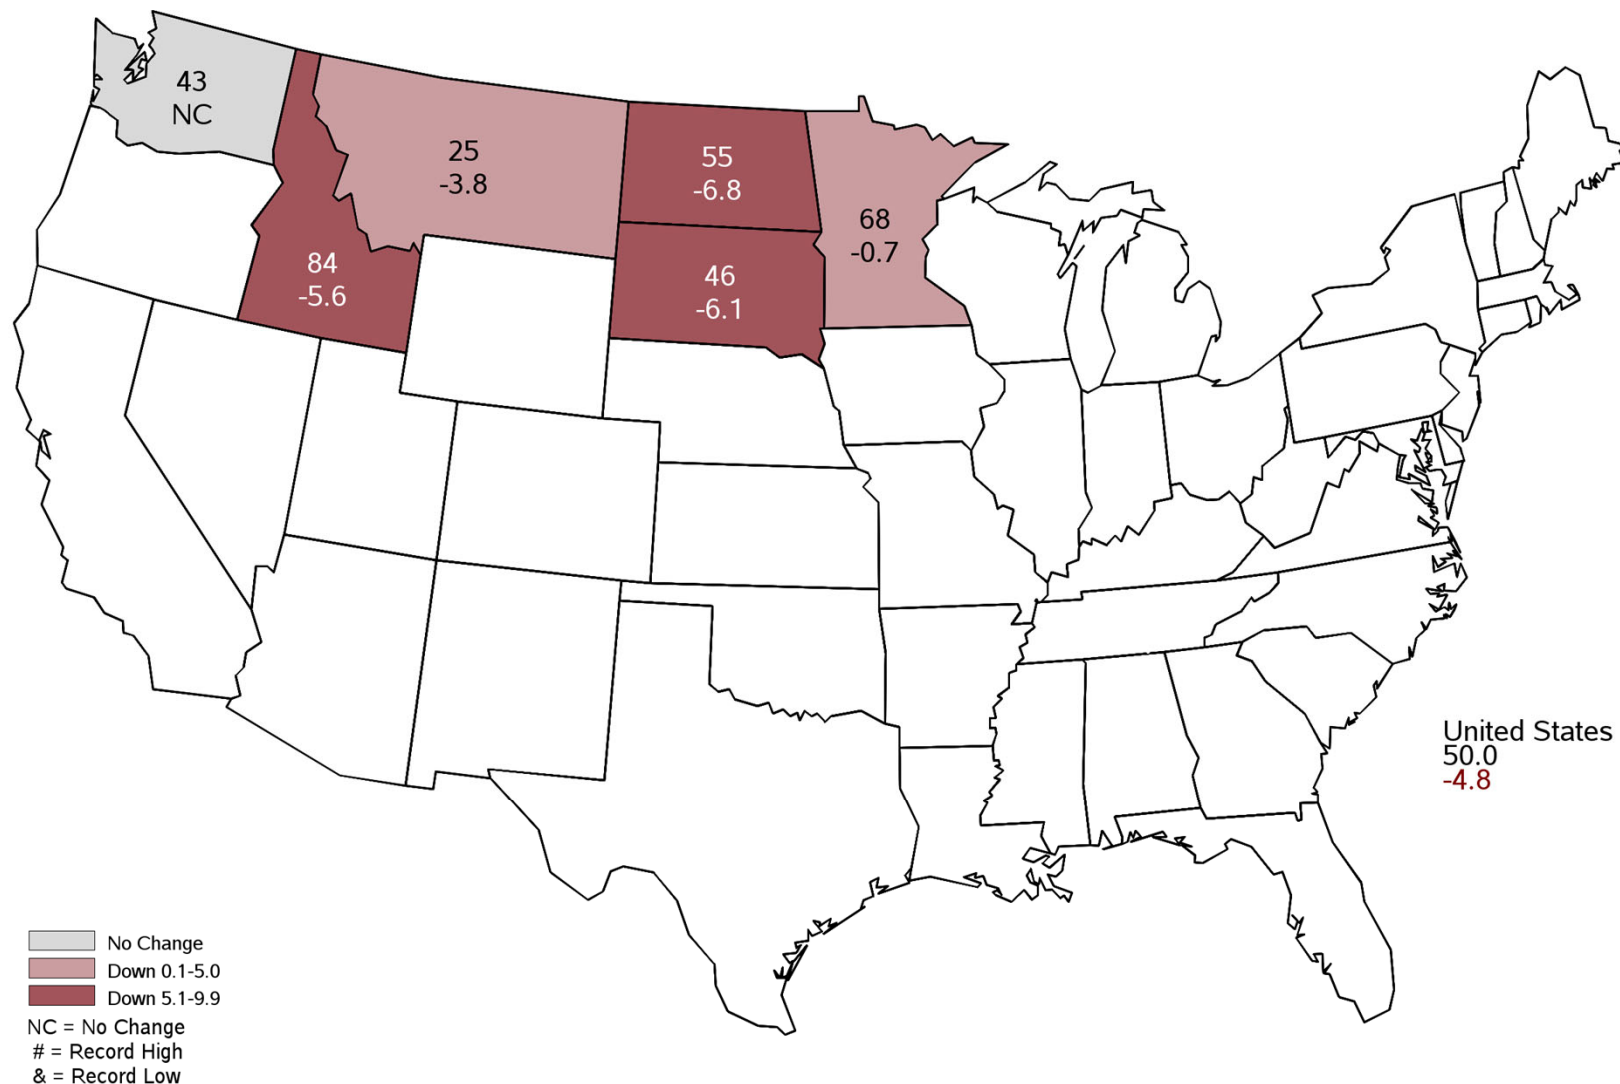 43
NC
25
-3.8
55
-6.8
68
-0.7
84
-5.6
46
-6.1
United States
50.0
-4.8
No Change
Down 0.1-5.0
Down 5.1-9.9
NC = No Change
# = Record High
& = Record Low